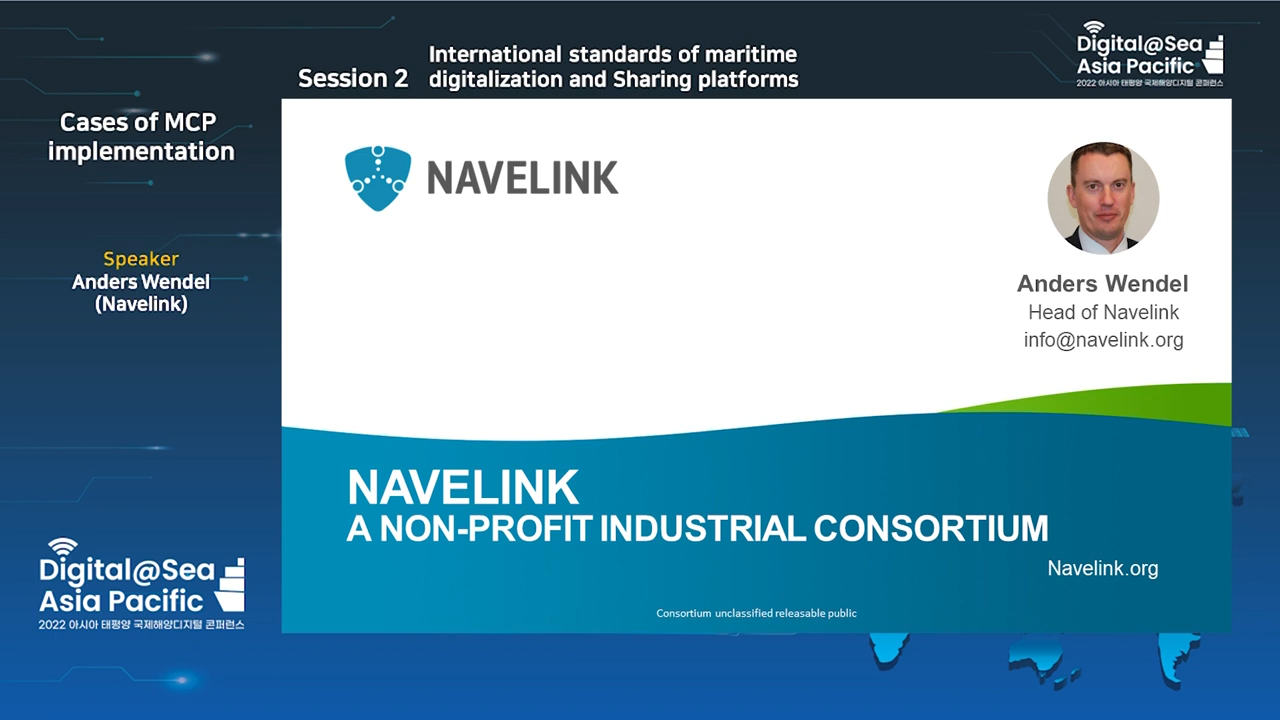 Session 2
International standards of maritime
digitalization and Sharing platforms
Digital@Sea
Asia Pacific
2022 아시아 태평양 국제해양디지털 콘퍼런스
Cases of MCP
implementation
Speaker
Anders Wendel
(Navelink)
NAVELINK
Anders Wendel
Head of Navelink
info@navelink.org
NAVELINK
A NON-PROFIT INDUSTRIAL CONSORTIUM
Navelink.org
Consortium unclassified releasable public
Digital@Sea
Asia Pacific
2022 아시아 태평양 국제해양디지털 콘퍼런스